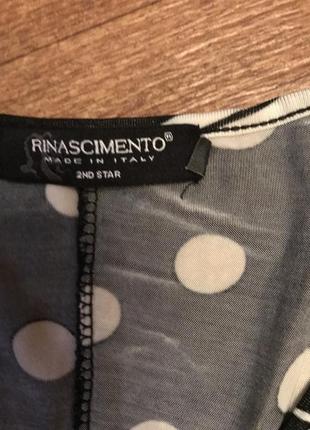 RINASCIMENTO®
MADE IN ITALY
2ND STAR